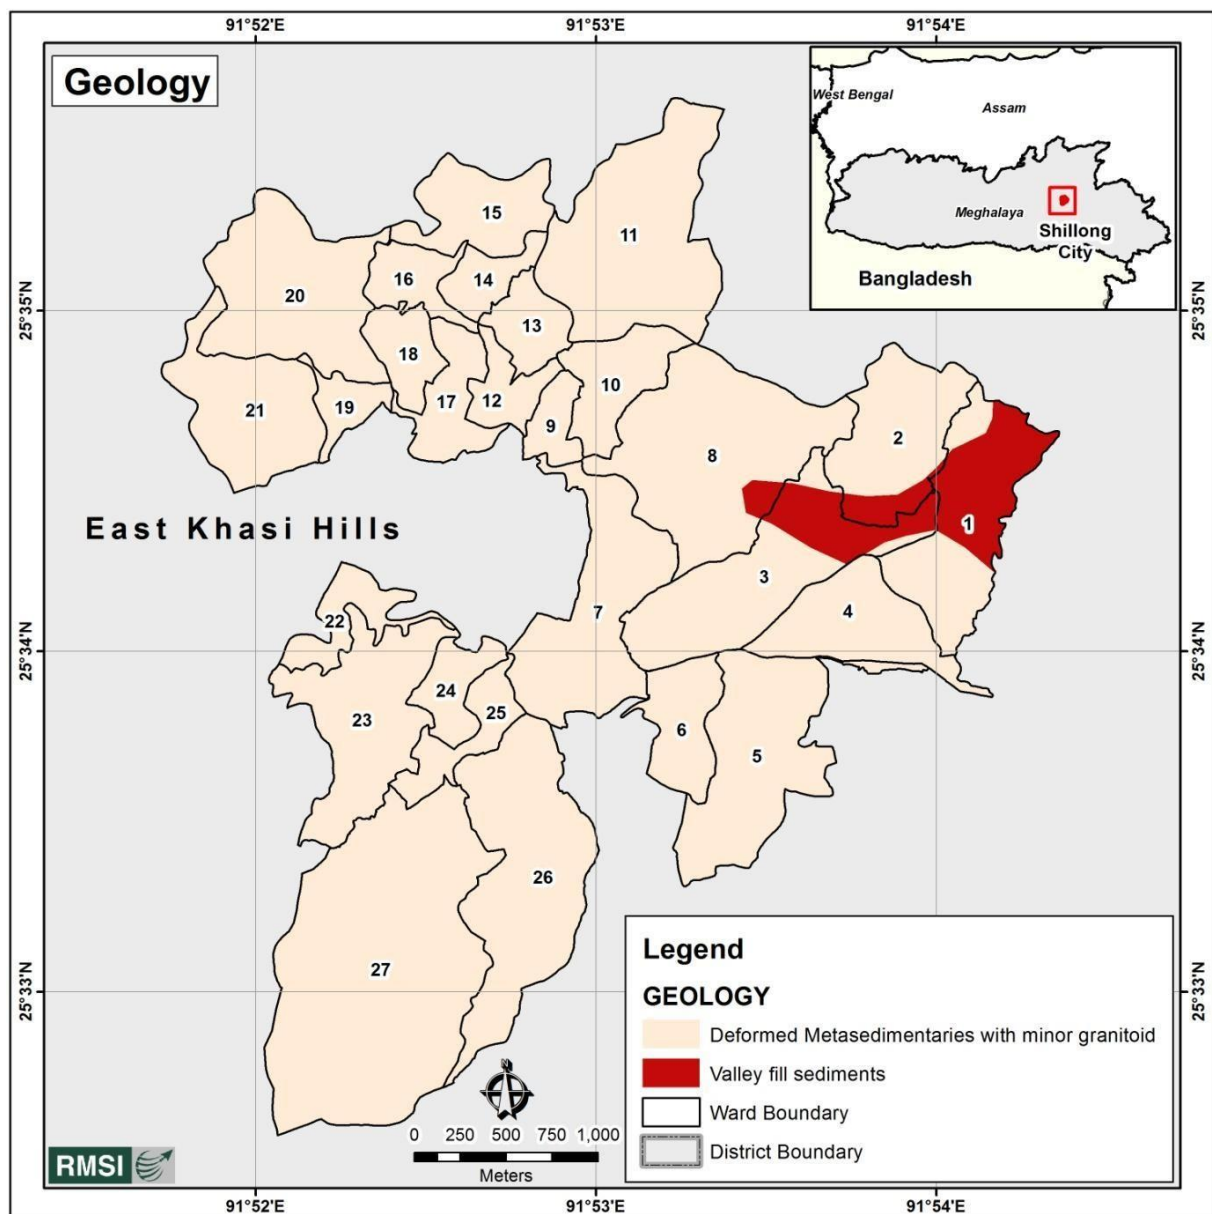 91°52'E 91°53'E 91°54'E
Geology
West Bengal
Assam
Meghalaya
Shillong
City
Bangladesh
15
11
20
16
14
25°35'N 25°35'N
13
18
10
21
19
17
12
9
2
8
East Khasi Hills
1
3
7
4
22
25°34'N 25°34'N
24
25
23
6
5
26
27
25°33'N 25°33'N
Legend
GEOLOGY
Deformed Metasedimentaries with minor granitoid
Valley fill sediments
Ward Boundary
District Boundary
N
0 250 500 750 1,000
Meters
RMSI
91°52'E 91°53'E 91°54'E